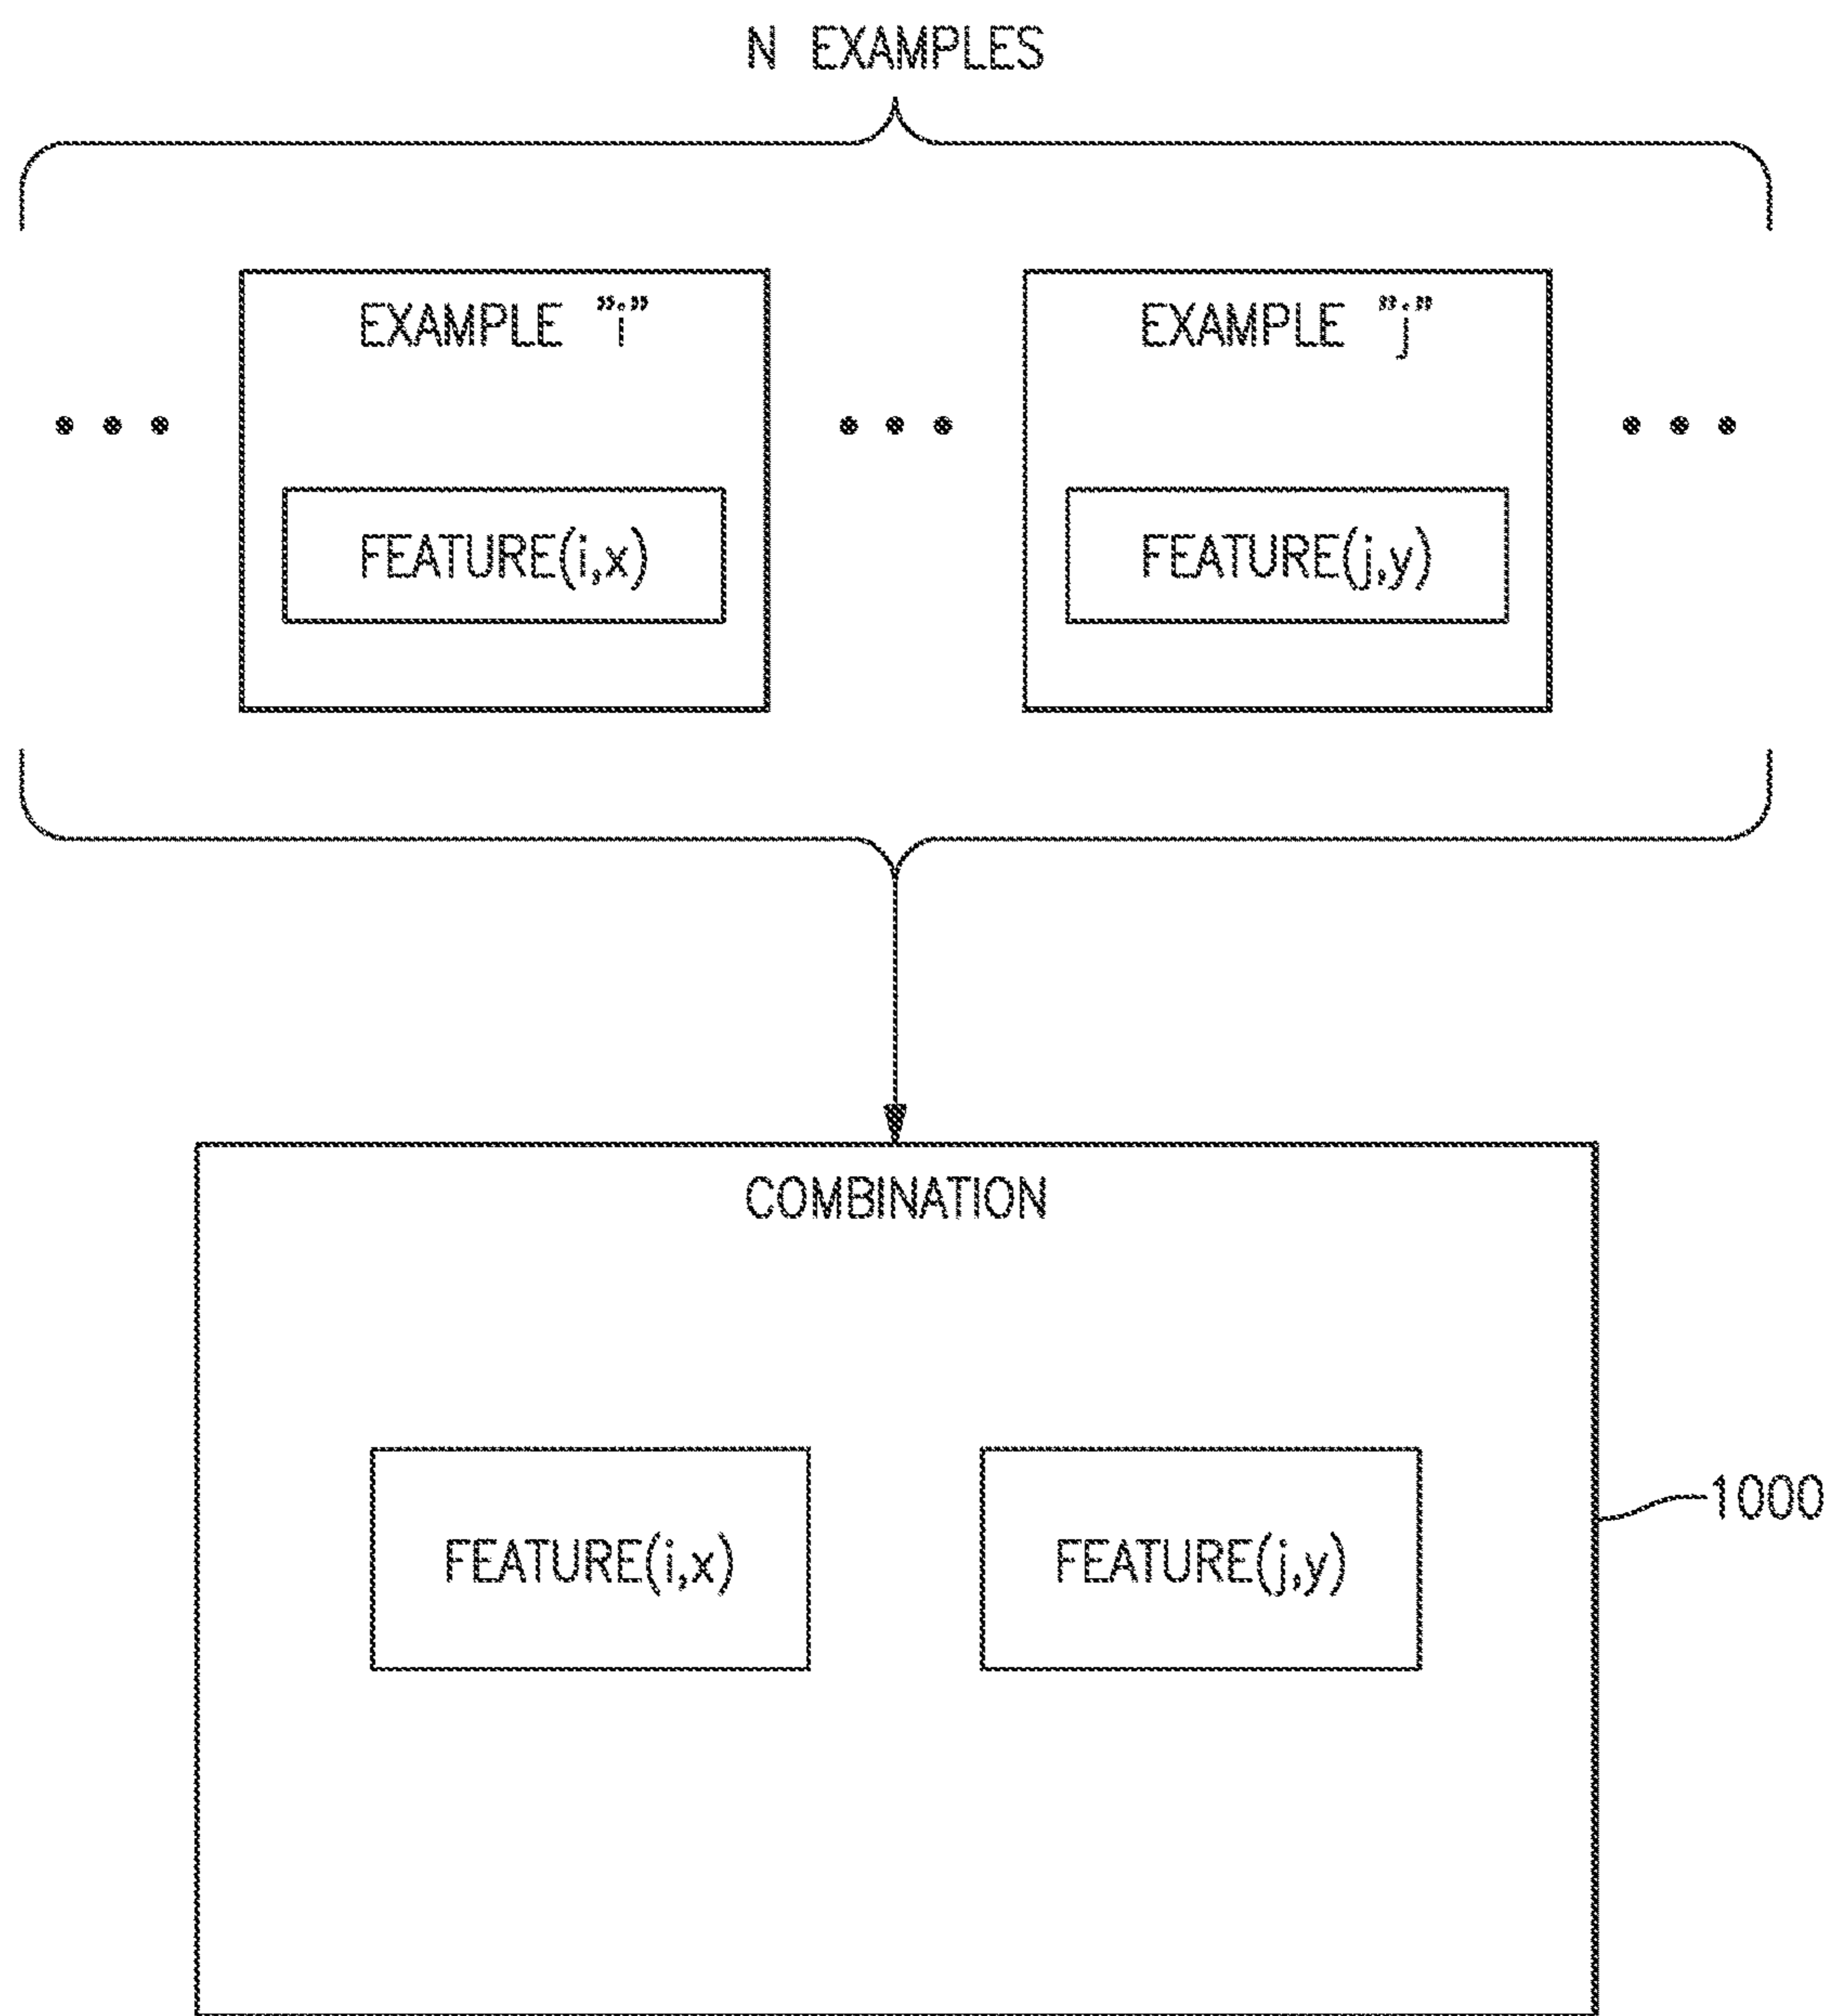 N EXAMPLES
EXAMPLE ”i” EXAMPLE ”j”
FEATURE(i,x) FEATURE(j,y)
COMBINATION
1000
FEATURE(i,x) FEATURE(j,y)